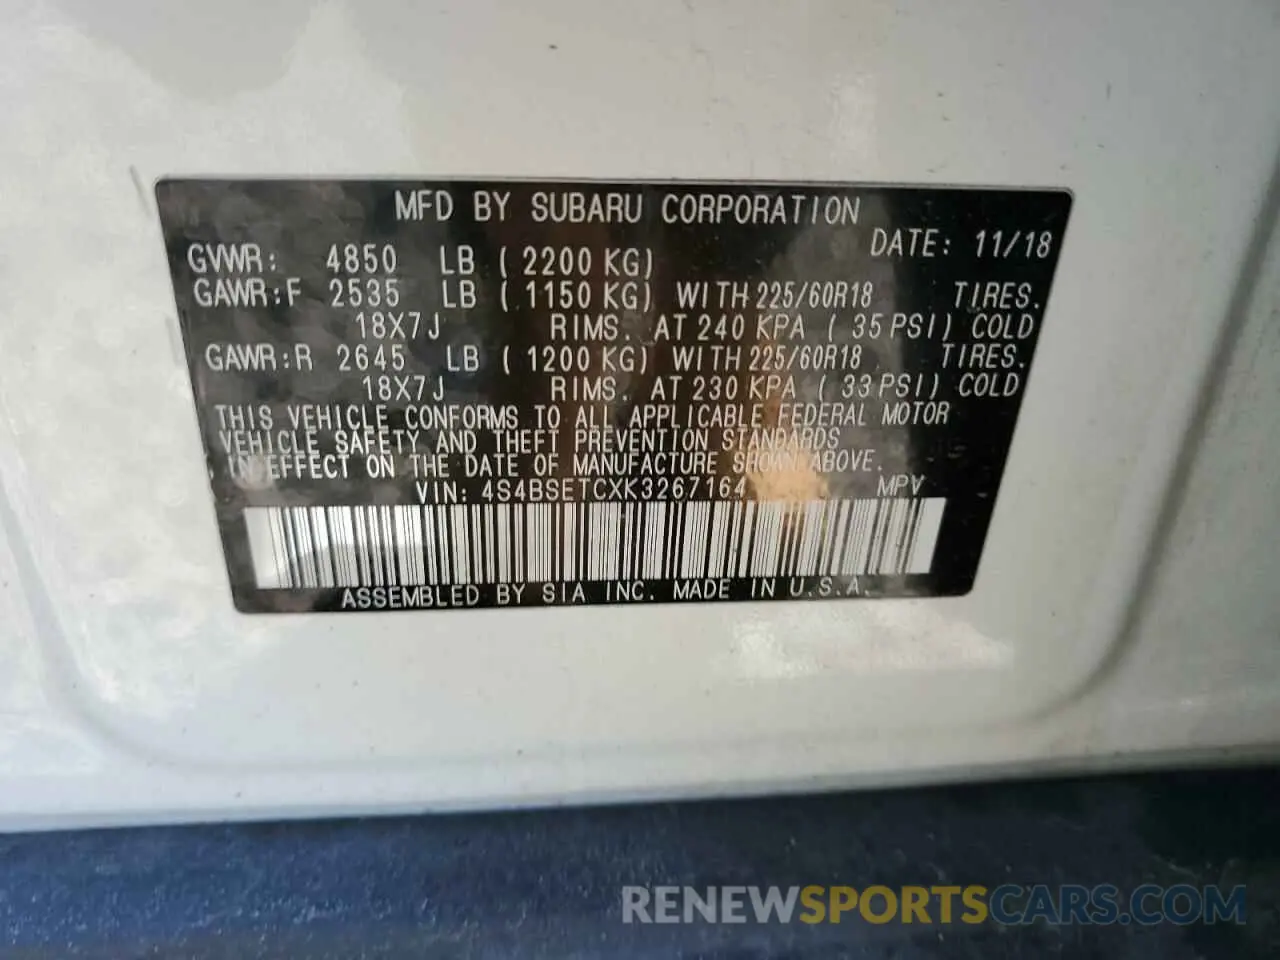 MFD BY SUBARU CORPORATION
DATE: 11/18
GVWR: 4850 LB ( 2200 KG)
GAWR:F 2535 LB ( 1150 KG) WITH 225/60R18 TIRES.
18X7J RIMS. AT 240 KPA ( 35 PSI) COLD
GAWR:R 2645 LB ( 1200 KG) WITH 225/60R18 TIRES.
18X7J RIMS. AT 230 KPA ( 33 PSI) COLD
THIS VEHICLE CONFORMS TO ALL APPLICABLE FEDERAL MOTOR
VEHICLE SAFETY AND THEFT PREVENTION STANDARDS
IN EFFECT ON THE DATE OF MANUFACTURE SHOWN ABOVE.
VIN: 4S4BSETCXK3267164 MPV
ASSEMBLED BY SIA INC. MADE IN U.S.A.
RENEWSPORTSCARS.COM